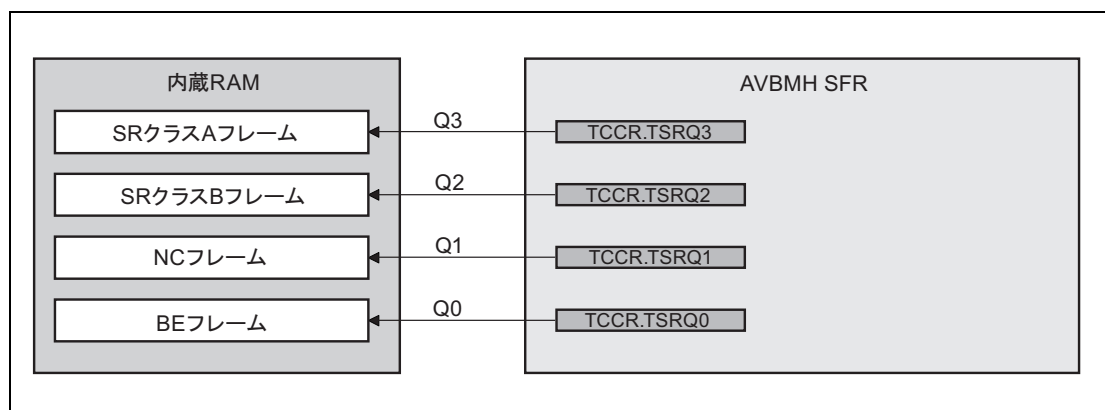 内蔵RAM
AVBMH SFR
SRクラスAフレーム
Q3
TCCR.TSRQ3
SRクラスBフレーム
Q2
TCCR.TSRQ2
NCフレーム
Q1
TCCR.TSRQ1
BEフレーム
Q0
TCCR.TSRQ0